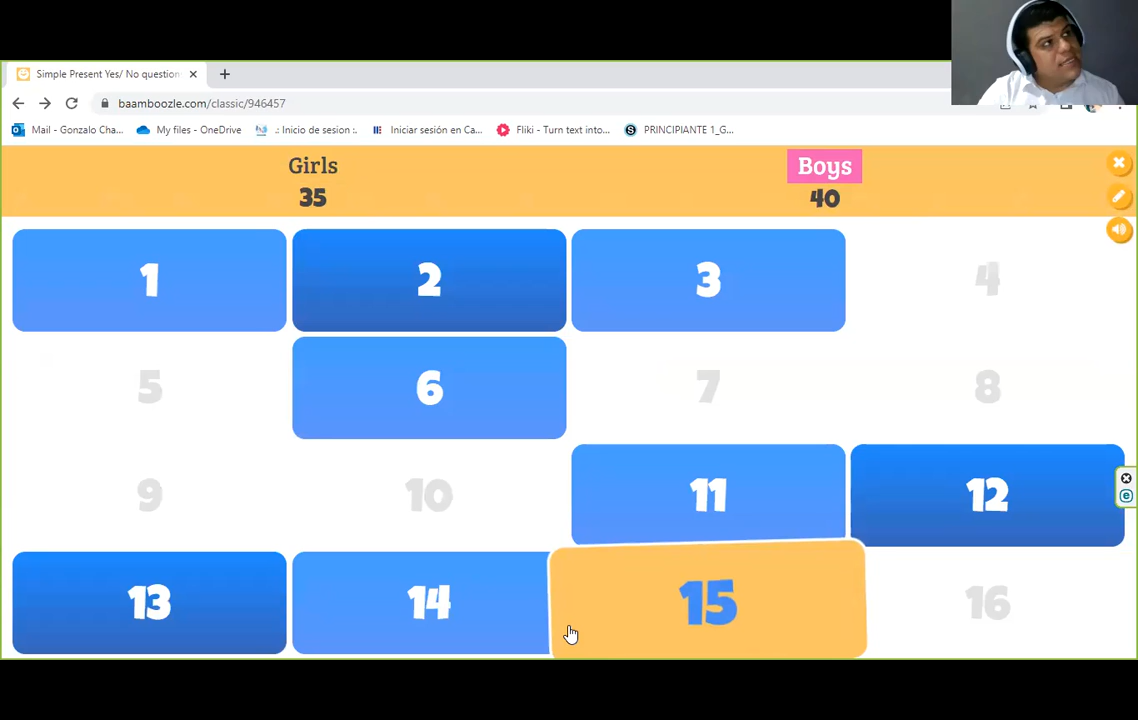 Simple Present Yes/ No question
baamboozle.com/classic/946457
Mail - Gonzalo Cha... My files - OneDrive .: Inicio de sesion :. Iniciar sesión en Ca... Fliki - Turn text into... PRINCIPIANTE 1_G...
Girls Boys
35 40
1 2 3 4
5 6 7 8
9 10 11 12
13 14 15 16